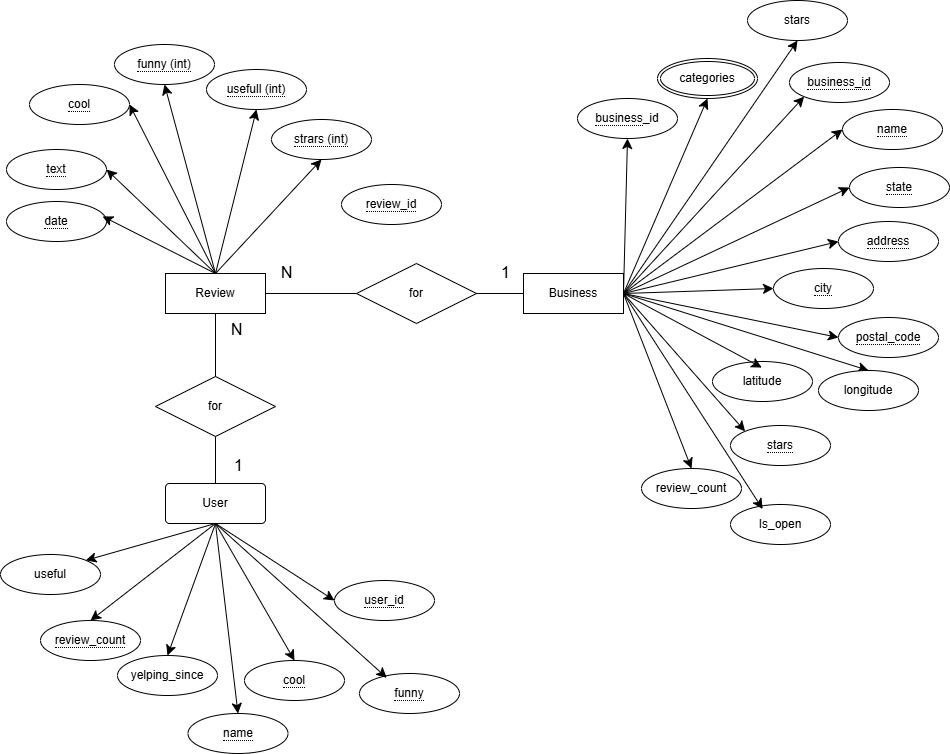 stars
funny (int)
categories
usefull (int)
business_id
cool
business_id
name
strars (int)
text
state
review_id
date
address
N
1
Review
for
Business
city
N
postal_code
latitude
longitude
for
stars
1
review_count
User
Is_open
useful
user_id
review_count
yelping_since
cool
funny
name